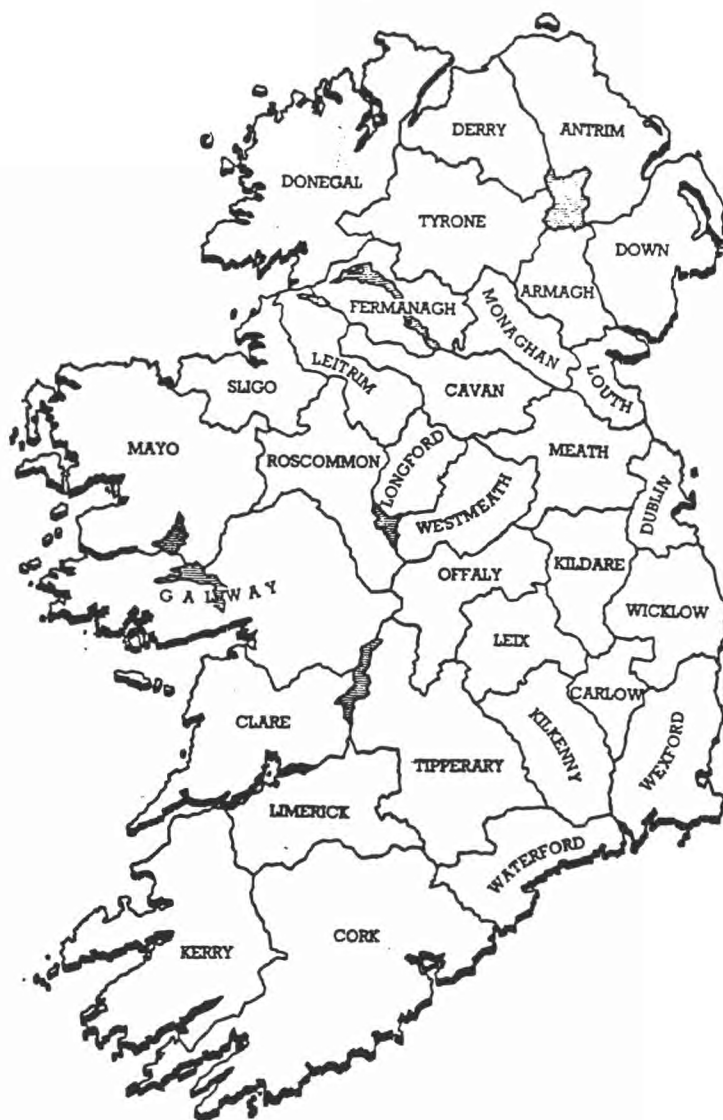 DERRY
ANTRIM
DONEGAL
TYRONE
DOWN
ARMAGH
FERMANAGH
MONAGHAN
LEITRIM
LOUTH
SLIGO
CAVAN
MAYO
ROSCOMMON
LONGFORD
MEATH
WESTMEATH
DUBLIN
OFFALY
KILDARE
GALWAY
WICKLOW
LEIX
CARLOW
CLARE
KILKENNY
WEXFORD
TIPPERARY
LIMERICK
WATERFORD
CORK
KERRY